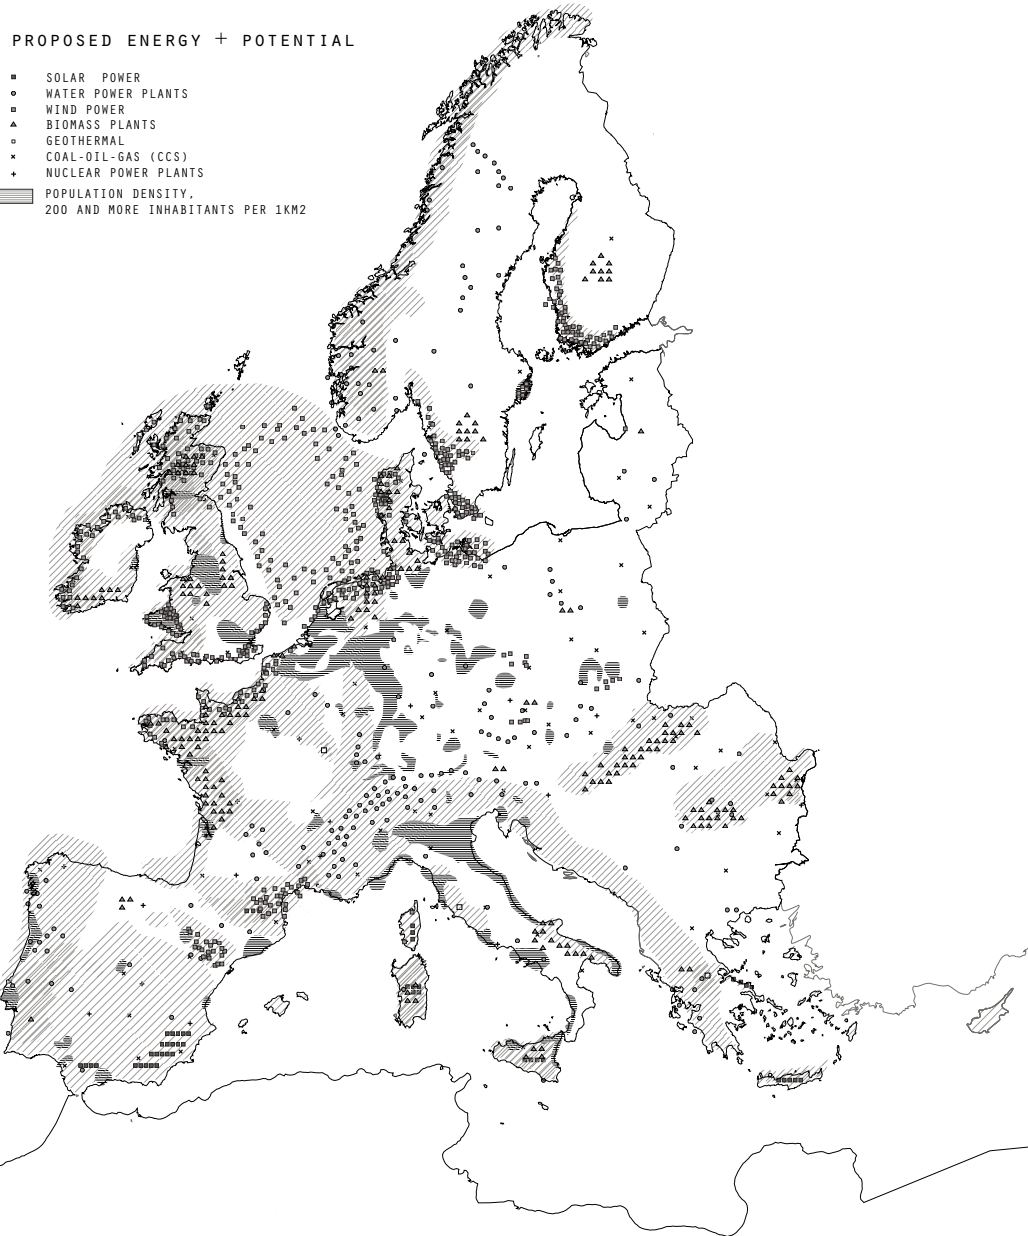 PROPOSED ENERGY + POTENTIAL
SOLAR POWER
WATER POWER PLANTS
WIND POWER
BIOMASS PLANTS
GEOTHERMAL
COAL-OIL-GAS (CCS)
NUCLEAR POWER PLANTS
POPULATION DENSITY,
200 AND MORE INHABITANTS PER 1KM2